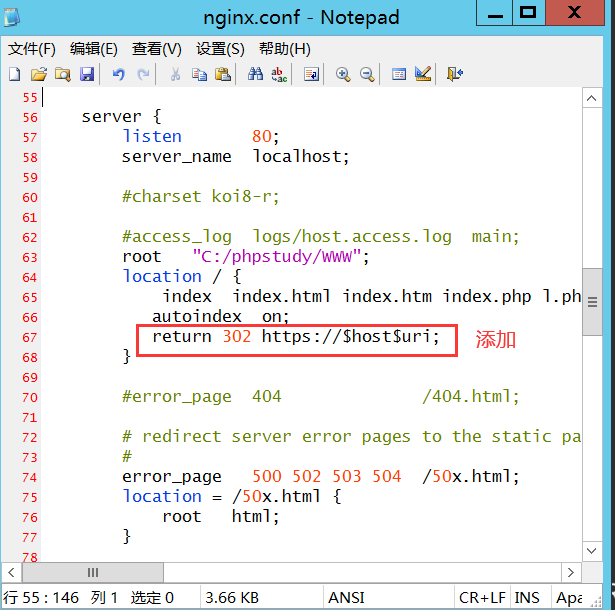 nginx.conf - Notepad
文件(F) 编辑(E) 查看(V) 设置(S) 帮助(H)
55
56 server {
57 listen 80;
58 server_name localhost;
59
60 #charset koi8-r;
61
62 #access_log logs/host.access.log main;
63 root "C:/phpstudy/WWW";
64 location / {
65 index index.html index.htm index.php l.ph
66 autoindex on;
67 return 302 https://$host$uri; 添加
68 }
69
70 #error_page 404 /404.html;
71
72 # redirect server error pages to the static pa
73 #
74 error_page 500 502 503 504 /50x.html;
75 location = /50x.html {
76 root html;
77 }
78
行 55 : 146 列 1 选定 0 3.66 KB ANSI CR+LF INS Apa